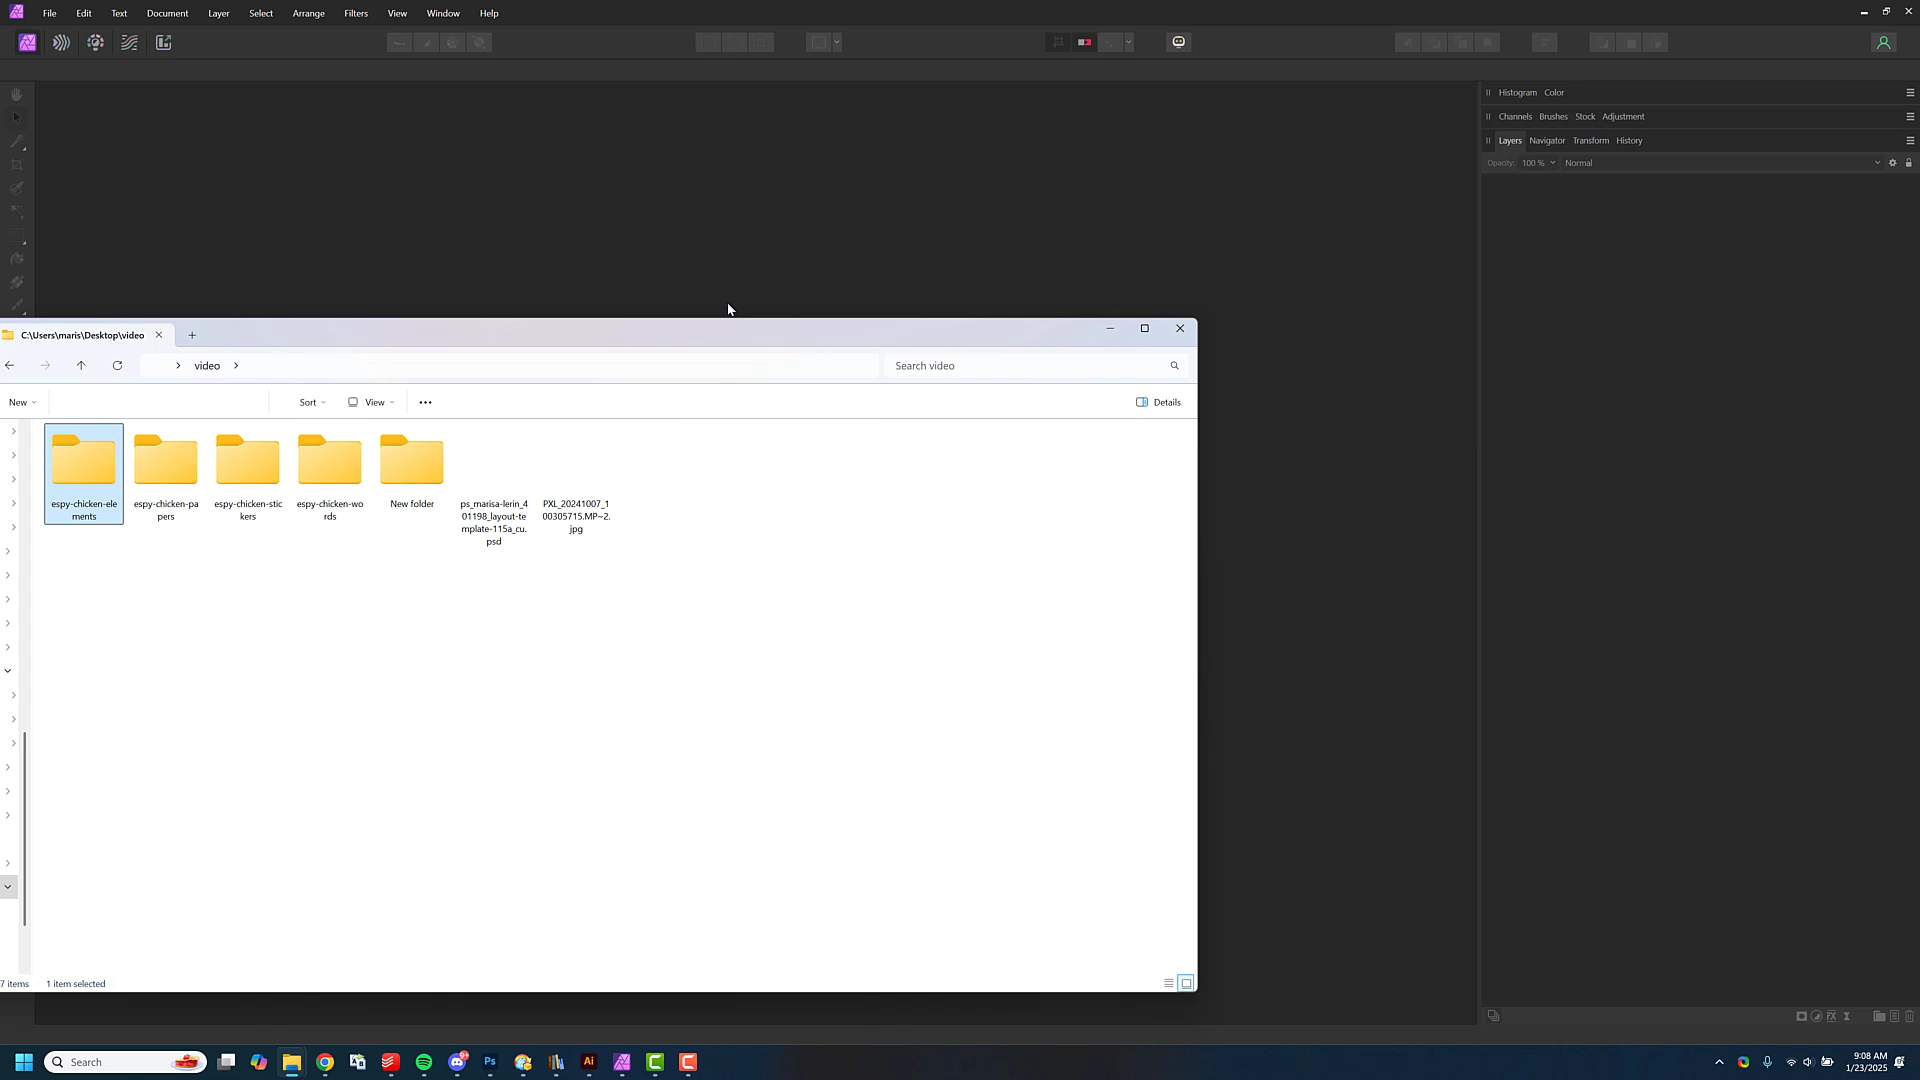 File Edit Text Document Layer Select Arrange Filters View Window Help
Histogram Color
Channels Brushes Stock Adjustment
Layers Navigator Transform History
Opacity: 100 % Normal
C:\Users\maris\Desktop\video
video
Search video
New
Sort
View
Details
espy-chicken-ele
ments
espy-chicken-pa
pers
espy-chicken-stic
kers
espy-chicken-wo
rds
New folder
ps_marisa-lerin_4
01198_layout-te
mplate-115a_cu.
psd
PXL_20241007_1
00305715.MP~2.
jpg
7 items 1 item selected
Search
Ps
Ai
9:08 AM
1/23/2025